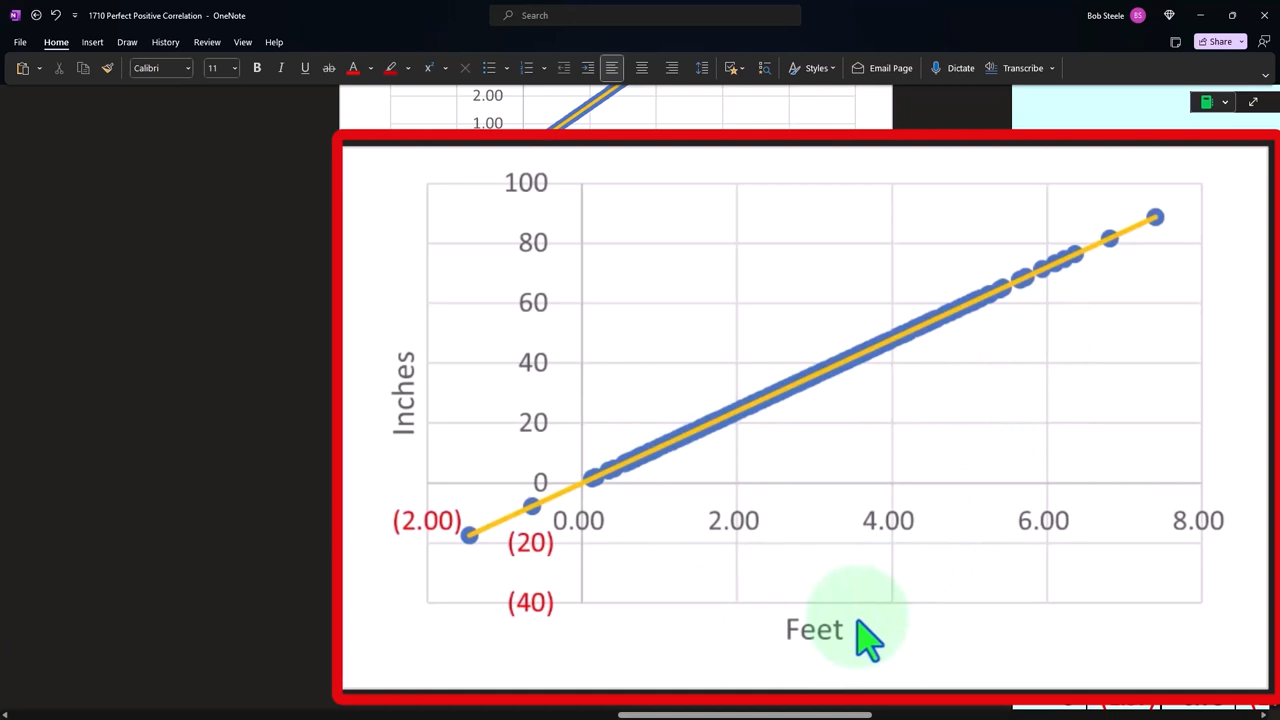 1710 Perfect Positive Correlation - OneNote
Search
Bob Steele
BS
File Home Insert Draw History Review View Help
Share
Calibri
11
B I U ab A x
Styles
Email Page
Dictate
Transcribe
2.00
1.00
100
80
60
40
20
0
(2.00) 0.00 2.00 4.00 6.00 8.00
(20)
(40)
Inches
Feet